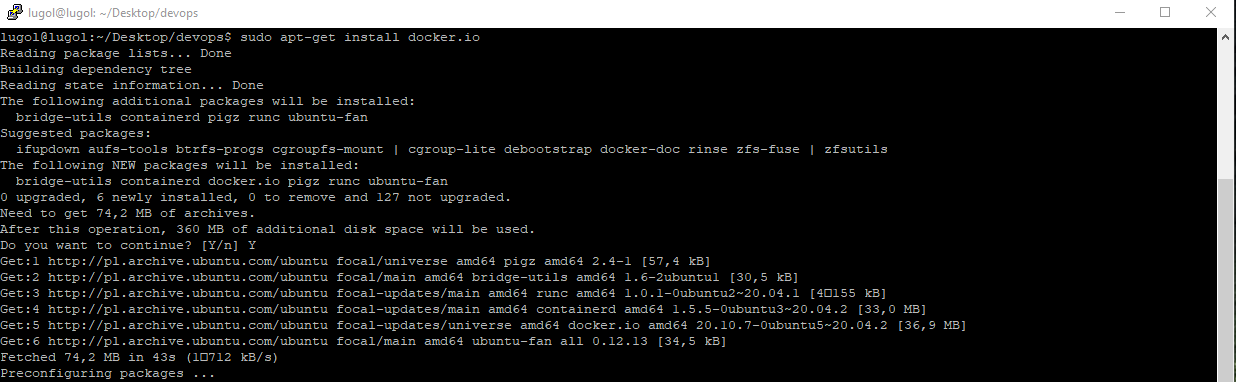 lugol@lugol: ~/Desktop/devops
lugol@lugol:~/Desktop/devops$ sudo apt-get install docker.io
Reading package lists... Done
Building dependency tree
Reading state information... Done
The following additional packages will be installed:
  bridge-utils containerd pigz runc ubuntu-fan
Suggested packages:
  ifupdown aufs-tools btrfs-progs cgroupfs-mount | cgroup-lite debootstrap docker-doc rinse zfs-fuse | zfsutils
The following NEW packages will be installed:
  bridge-utils containerd docker.io pigz runc ubuntu-fan
0 upgraded, 6 newly installed, 0 to remove and 127 not upgraded.
Need to get 74,2 MB of archives.
After this operation, 360 MB of additional disk space will be used.
Do you want to continue? [Y/n] Y
Get:1 http://pl.archive.ubuntu.com/ubuntu focal/universe amd64 pigz amd64 2.4-1 [57,4 kB]
Get:2 http://pl.archive.ubuntu.com/ubuntu focal/main amd64 bridge-utils amd64 1.6-2ubuntu1 [30,5 kB]
Get:3 http://pl.archive.ubuntu.com/ubuntu focal-updates/main amd64 runc amd64 1.0.1-0ubuntu2~20.04.1 [4□155 kB]
Get:4 http://pl.archive.ubuntu.com/ubuntu focal-updates/main amd64 containerd amd64 1.5.5-0ubuntu3~20.04.2 [33,0 MB]
Get:5 http://pl.archive.ubuntu.com/ubuntu focal-updates/universe amd64 docker.io amd64 20.10.7-0ubuntu5~20.04.2 [36,9 MB]
Get:6 http://pl.archive.ubuntu.com/ubuntu focal/main amd64 ubuntu-fan all 0.12.13 [34,5 kB]
Fetched 74,2 MB in 43s (1□712 kB/s)
Preconfiguring packages ...